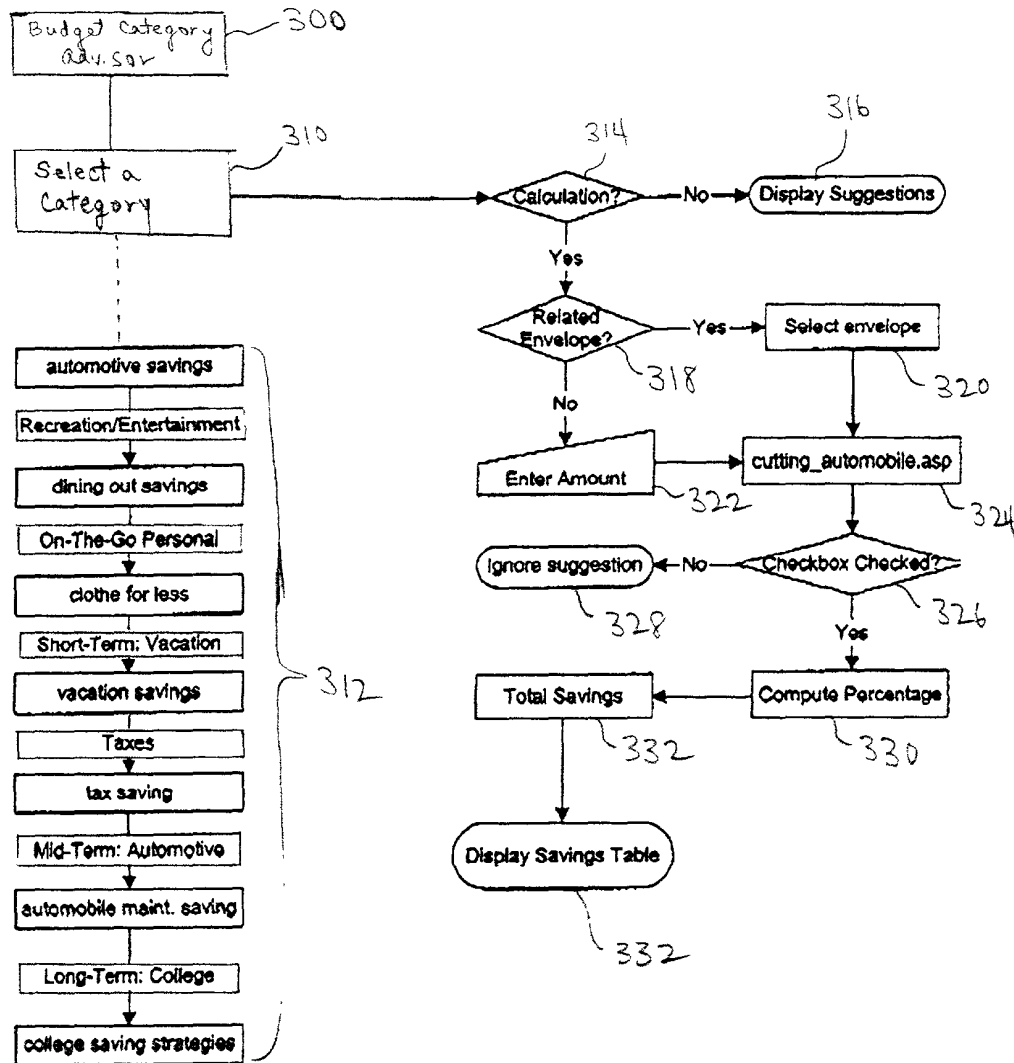 Budget Category
Advisor
300
Select a
Category
310
314
316
Calculation?
No
Display Suggestions
Yes
Related
Envelope?
Yes
Select envelope
318
320
No
Enter Amount
cutting_automobile.asp
322
324
Ignore suggestion
No
Checkbox Checked?
328
326
Yes
Total Savings
Compute Percentage
332
330
Display Savings Table
332
automotive savings
Recreation/Entertainment
dining out savings
On-The-Go Personal
clothe for less
Short-Term: Vacation
vacation savings
312
Taxes
tax saving
Mid-Term: Automotive
automobile maint. saving
Long-Term: College
college saving strategies